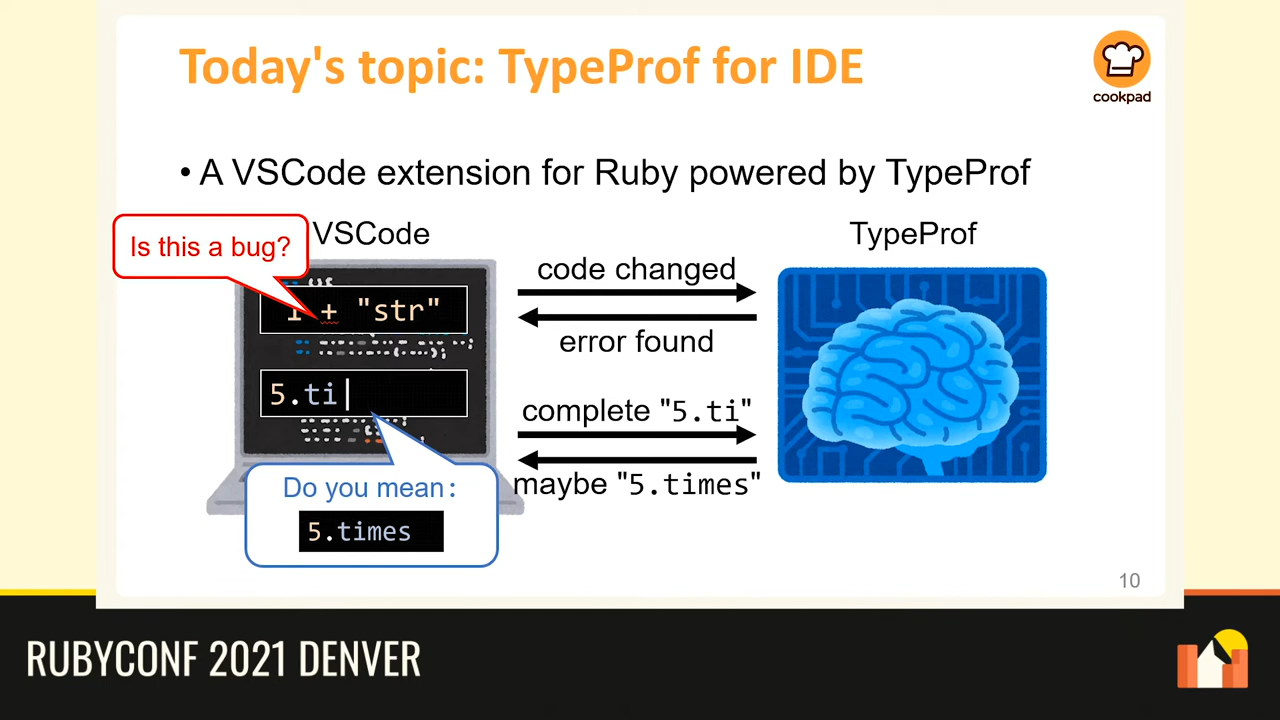 Today's topic: TypeProf for IDE
cookpad
• A VSCode extension for Ruby powered by TypeProf
Is this a bug?
VSCode
TypeProf
code changed
1 + "str"
error found
5.ti
complete "5.ti"
maybe "5.times"
Do you mean:
5.times
10
RUBYCONF 2021 DENVER